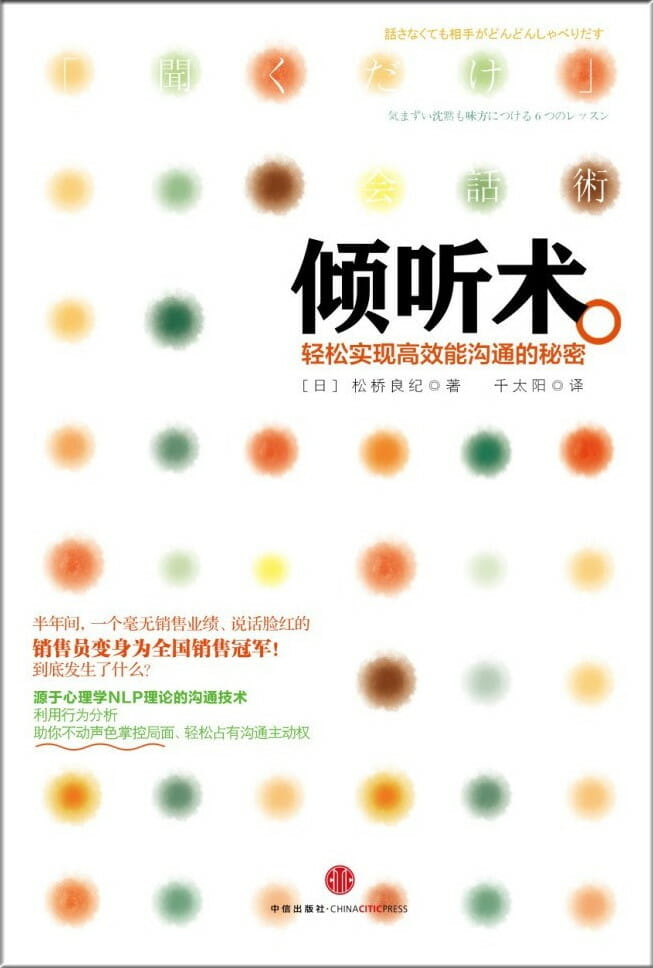 話さなくても相手がどんどんしゃべりだす
「聞くだけ」
気まずい沈黙も味方につける6つのレッスン
会話術
倾听术。
轻松实现高效能沟通的秘密
［日］松桥良纪◎著 千太阳◎译
半年间，一个毫无销售业绩、说话脸红的
销售员变身为全国销售冠军！
到底发生了什么？
源于心理学NLP理论的沟通技术
利用行为分析
助你不动声色掌控局面、轻松占有沟通主动权
中信出版社·CHINACITICPRESS